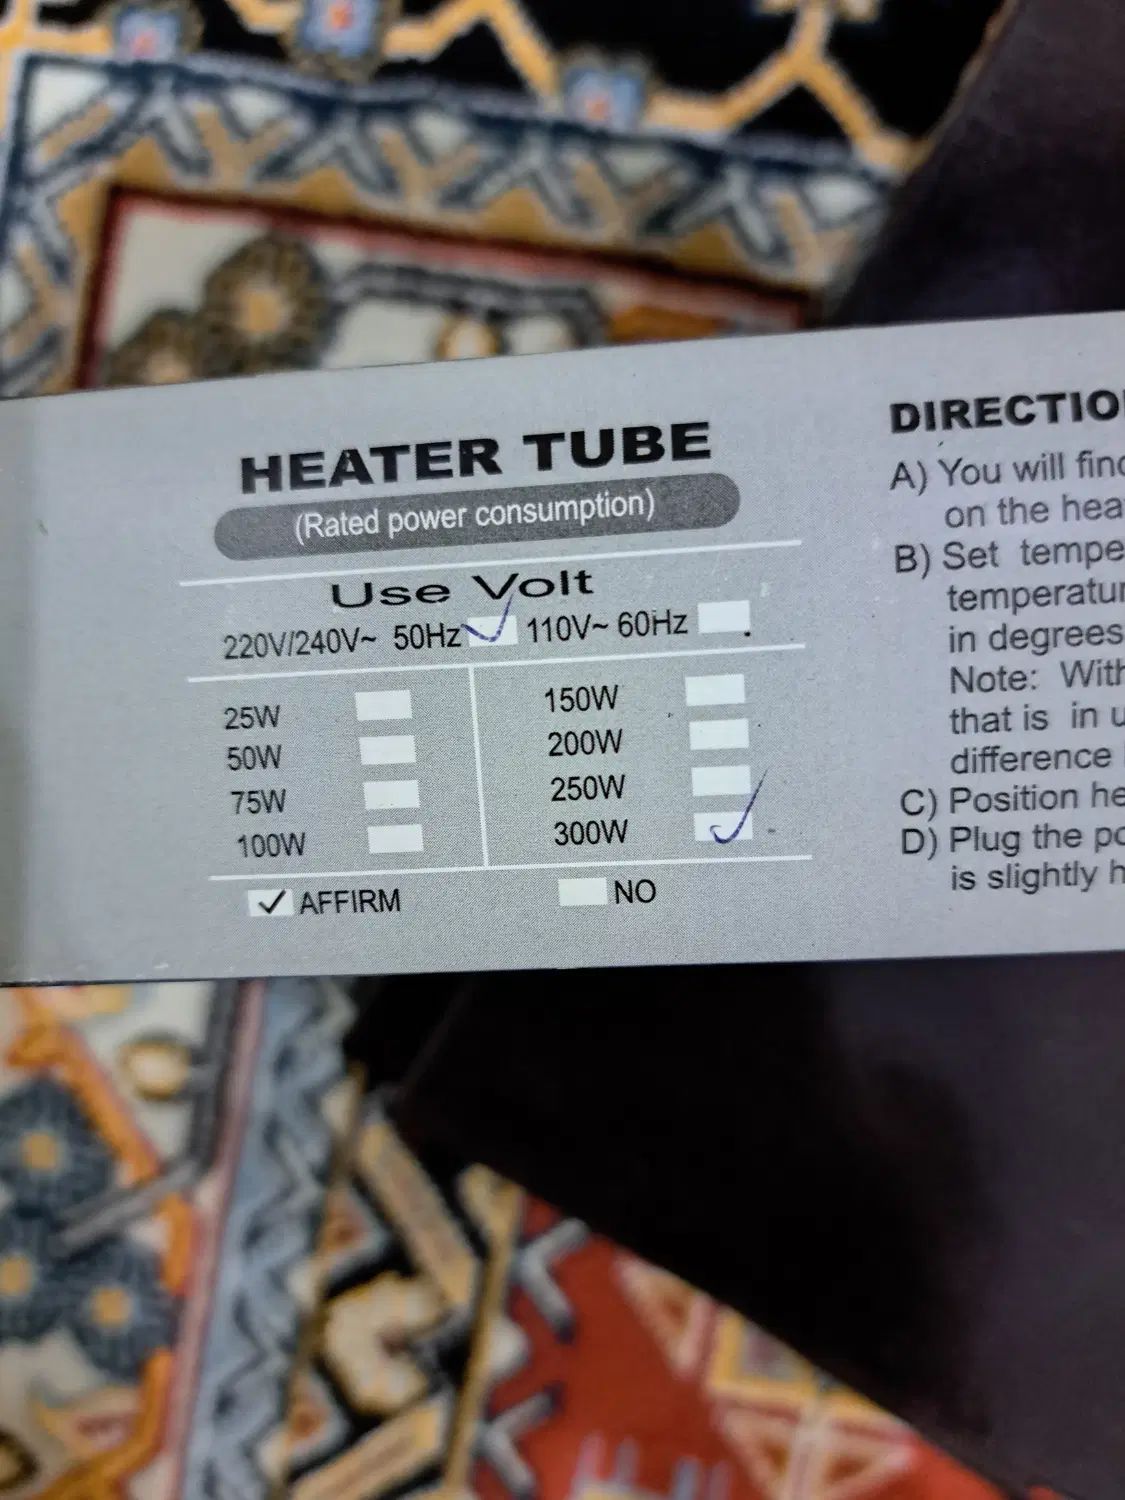 HEATER TUBE
(Rated power consumption)
Use Volt
220V/240V~ 50Hz 110V~ 60Hz
25W 150W
50W 200W
75W 250W
100W 300W
AFFIRM NO
DIRECTIO
A) You will find
on the hea
B) Set tempe
temperatur
in degrees
Note: With
that is in u
difference
C) Position he
D) Plug the po
is slightly h